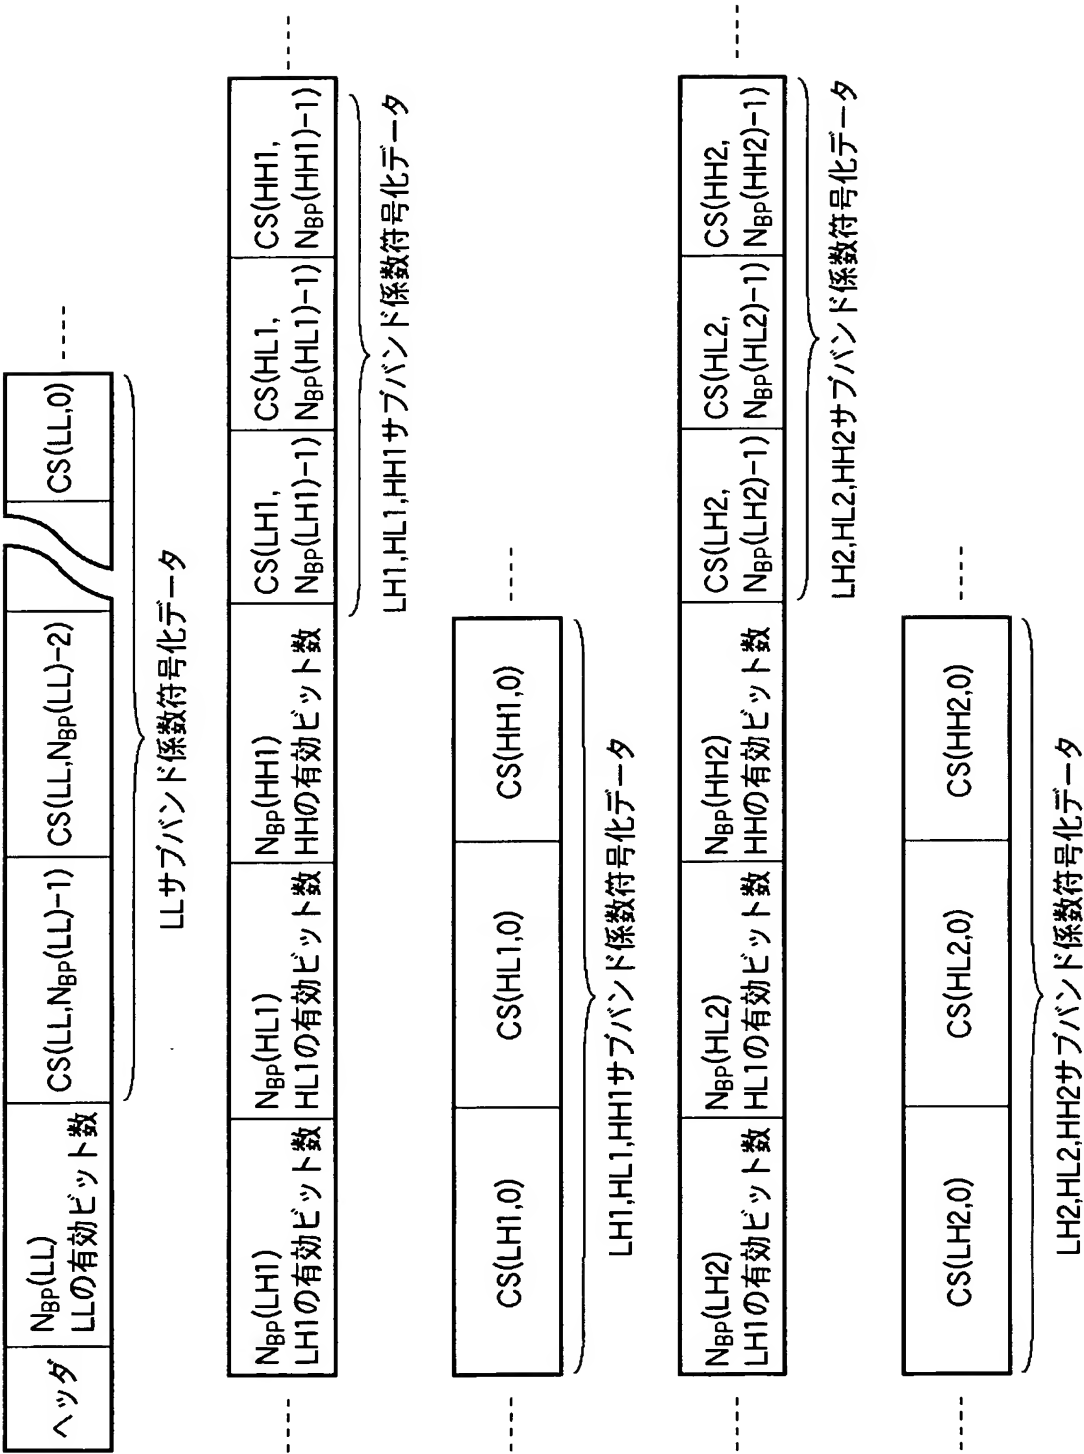 ヘッダ
NBP(LL)
LLの有効ビット数
CS(LL,NBP(LL)-1)
CS(LL,NBP(LL)-2)
CS(LL,0)
LLサブバンド係数符号化データ
NBP(LH1)
LH1の有効ビット数
NBP(HL1)
HL1の有効ビット数
NBP(HH1)
HHの有効ビット数
CS(LH1,
NBP(LH1)-1)
CS(HL1,
NBP(HL1)-1)
CS(HH1,
NBP(HH1)-1)
LH1,HL1,HH1サブバンド係数符号化データ
CS(LH1,0)
CS(HL1,0)
CS(HH1,0)
LH1,HL1,HH1サブバンド係数符号化データ
NBP(LH2)
LH1の有効ビット数
NBP(HL2)
HL1の有効ビット数
NBP(HH2)
HHの有効ビット数
CS(LH2,
NBP(LH2)-1)
CS(HL2,
NBP(HL2)-1)
CS(HH2,
NBP(HH2)-1)
LH2,HL2,HH2サブバンド係数符号化データ
CS(LH2,0)
CS(HL2,0)
CS(HH2,0)
LH2,HL2,HH2サブバンド係数符号化データ